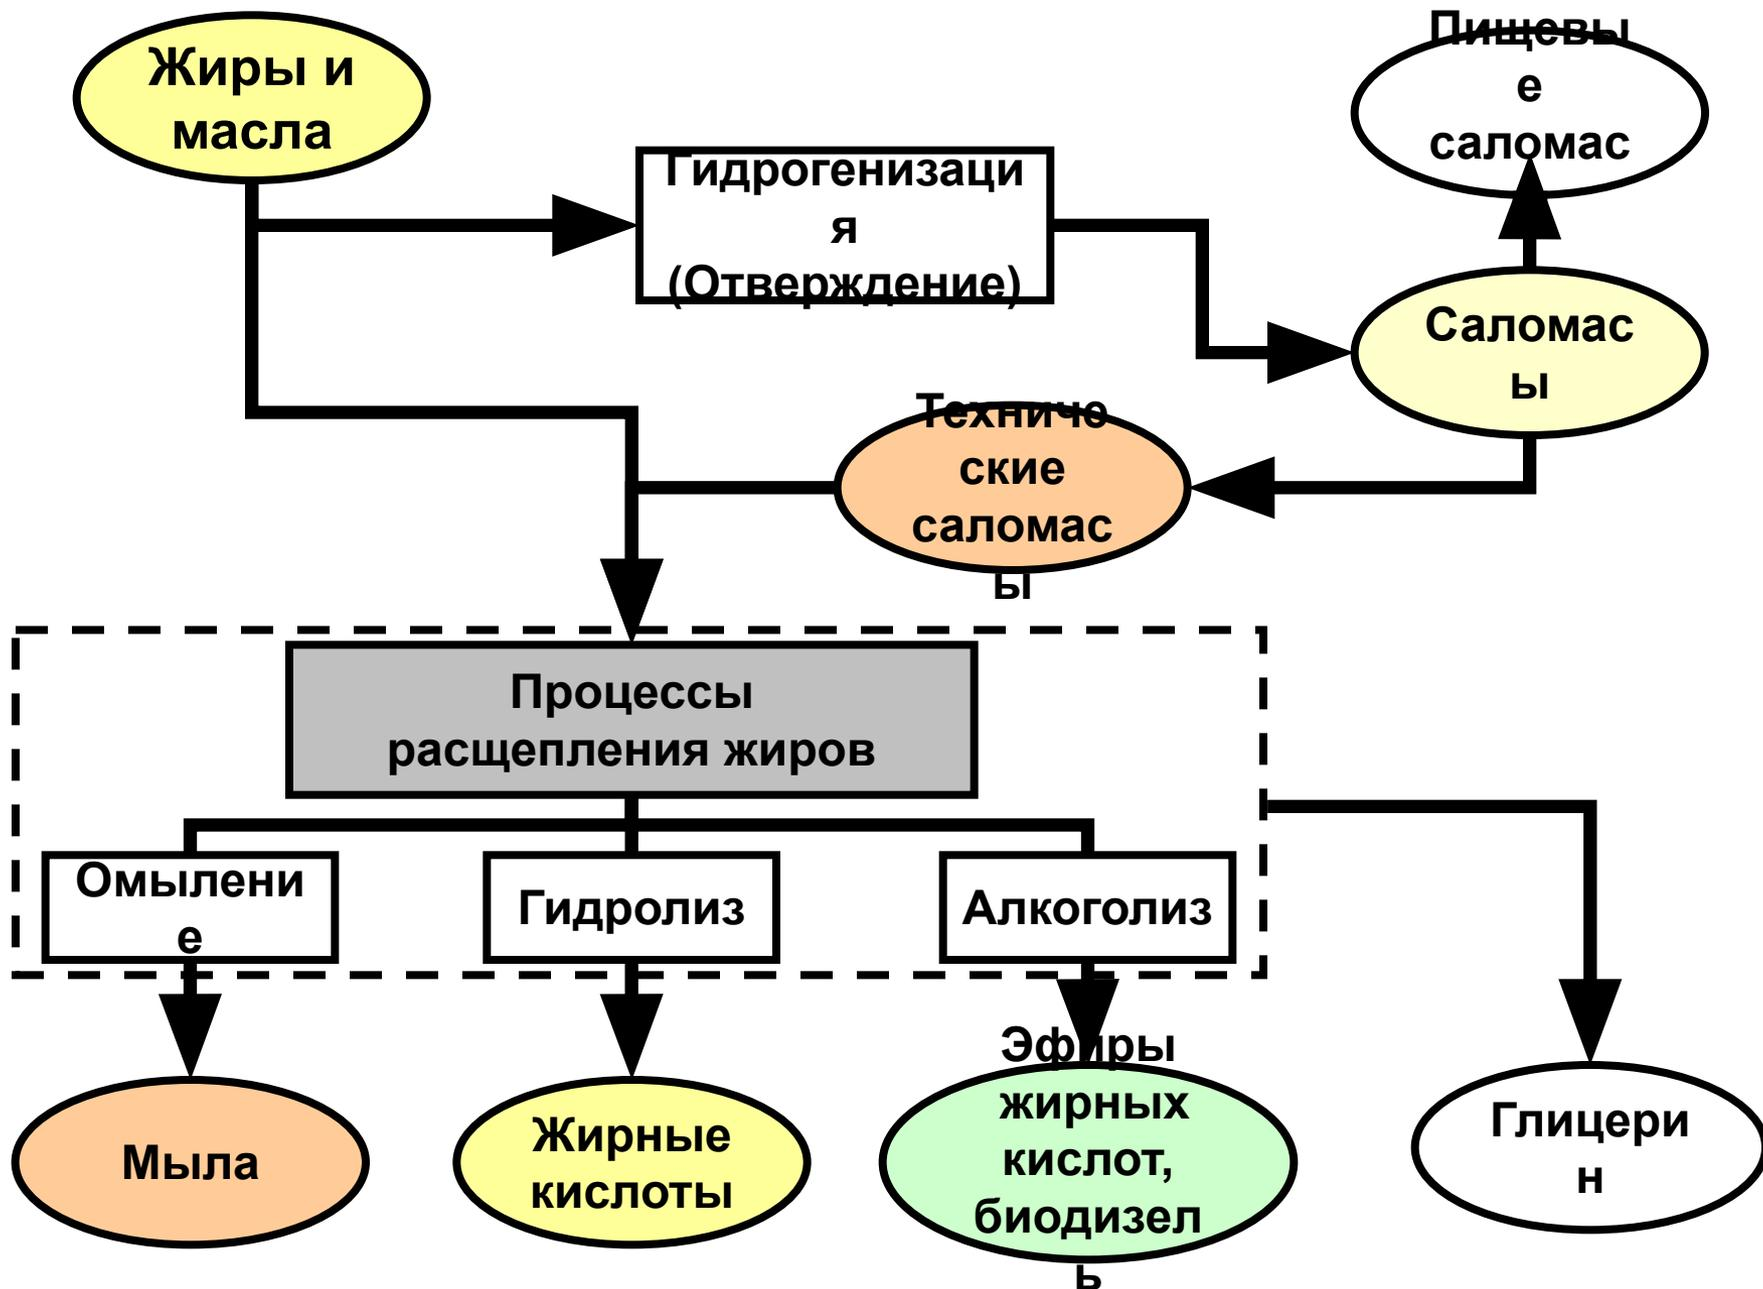 Жиры и
масла
Пищевы
е
саломас
Гидрогенизаци
я
(Отверждение)
Саломас
ы
Техниче
ские
саломас
ы
Процессы
расщепления жиров
Омылени
е
Гидролиз
Алкоголиз
Мыла
Жирные
кислоты
Эфиры
жирных
кислот,
биодизел
ь
Глицери
н